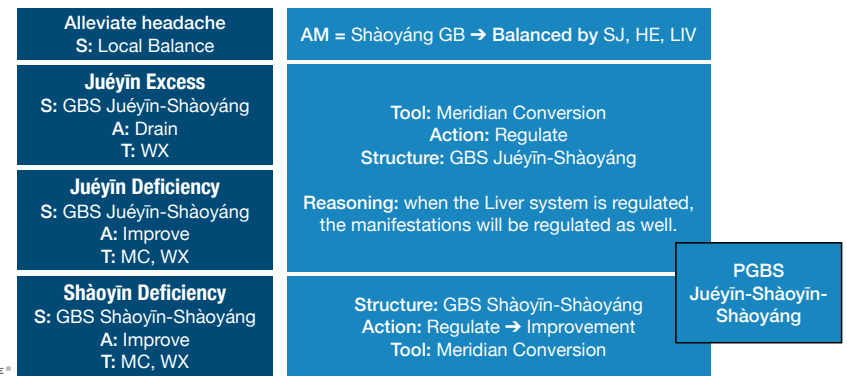 Alleviate headache
S: Local Balance
AM = Shàoyáng GB ➔ Balanced by SJ, HE, LIV
Juéyīn Excess
S: GBS Juéyīn-Shàoyáng
A: Drain
T: WX
Juéyīn Deficiency
S: GBS Juéyīn-Shàoyáng
A: Improve
T: MC, WX
Tool: Meridian Conversion
Action: Regulate
Structure: GBS Juéyīn-Shàoyáng
Reasoning: when the Liver system is regulated,
the manifestations will be regulated as well.
Shàoyīn Deficiency
S: GBS Shàoyīn-Shàoyáng
A: Improve
T: MC, WX
Structure: GBS Shàoyīn-Shàoyáng
Action: Regulate ➔ Improvement
Tool: Meridian Conversion
PGBS
Juéyīn-Shàoyīn-
Shàoyáng